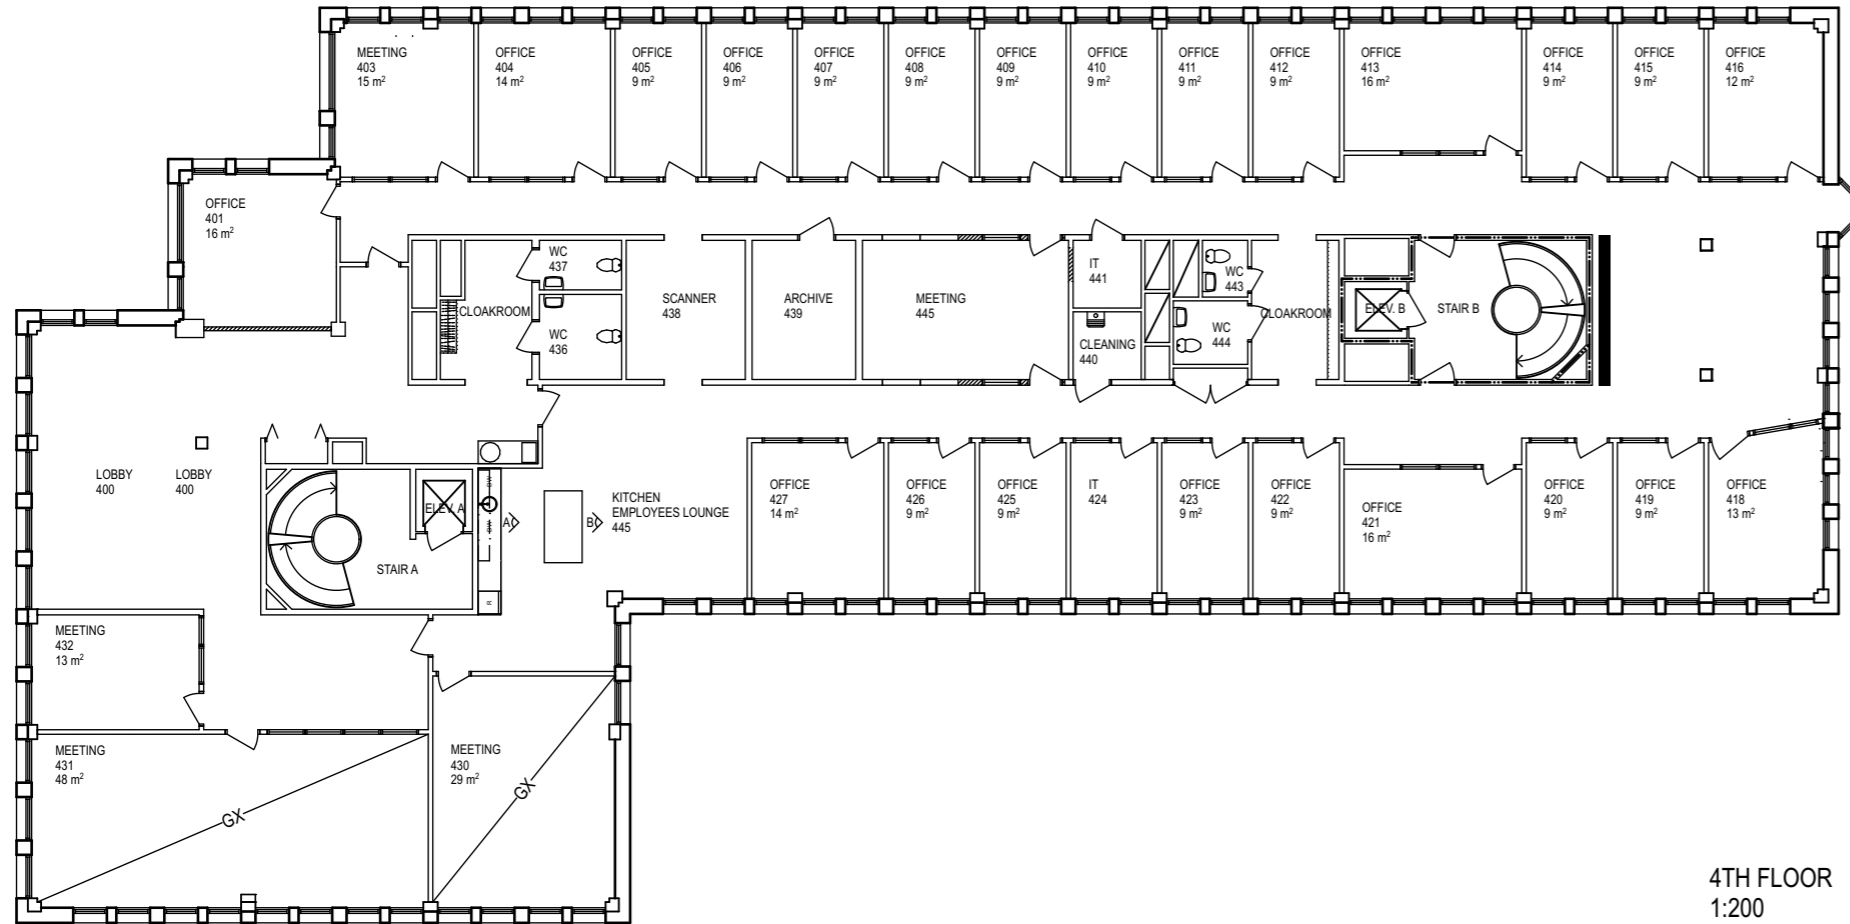 MEETING
403
15 m²
OFFICE
404
14 m²
OFFICE
405
9 m²
OFFICE
406
9 m²
OFFICE
407
9 m²
OFFICE
408
9 m²
OFFICE
409
9 m²
OFFICE
410
9 m²
OFFICE
411
9 m²
OFFICE
412
9 m²
OFFICE
413
16 m²
OFFICE
414
9 m²
OFFICE
415
9 m²
OFFICE
416
12 m²
OFFICE
401
16 m²
WC
437
CLOAKROOM
WC
436
SCANNER
438
ARCHIVE
439
MEETING
445
IT
441
CLEANING
440
WC
443
WC
444
CLOAKROOM
ELEV. B
STAIR B
LOBBY
400
LOBBY
400
ELEV. A
STAIR A
DW
SW
R
A
B
KITCHEN
EMPLOYEES LOUNGE
445
OFFICE
427
14 m²
OFFICE
426
9 m²
OFFICE
425
9 m²
IT
424
OFFICE
423
9 m²
OFFICE
422
9 m²
OFFICE
421
16 m²
OFFICE
420
9 m²
OFFICE
419
9 m²
OFFICE
418
13 m²
MEETING
432
13 m²
MEETING
431
48 m²
GX
MEETING
430
29 m²
GX
4TH FLOOR
1:200